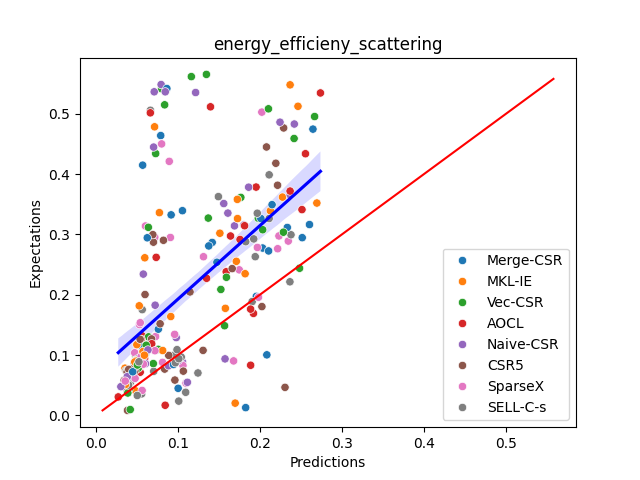 energy_efficieny_scattering
Expectations
0.5
0.4
0.3
0.2
0.1
0.0
0.0 0.1 0.2 0.3 0.4 0.5
Predictions
Merge-CSR
MKL-IE
Vec-CSR
AOCL
Naive-CSR
CSR5
SparseX
SELL-C-s